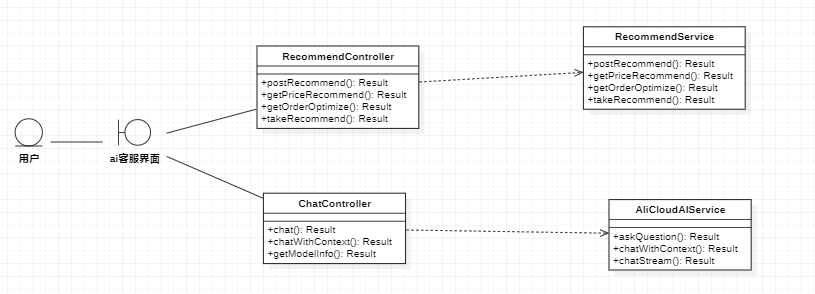 用户
ai客服界面
RecommendController
+postRecommend(): Result
+getPriceRecommend(): Result
+getOrderOptimize(): Result
+takeRecommend(): Result
RecommendService
+postRecommend(): Result
+getPriceRecommend(): Result
+getOrderOptimize(): Result
+takeRecommend(): Result
ChatController
+chat(): Result
+chatWithContext(): Result
+getModelInfo(): Result
AliCloudAIService
+askQuestion(): Result
+chatWithContext(): Result
+chatStream(): Result